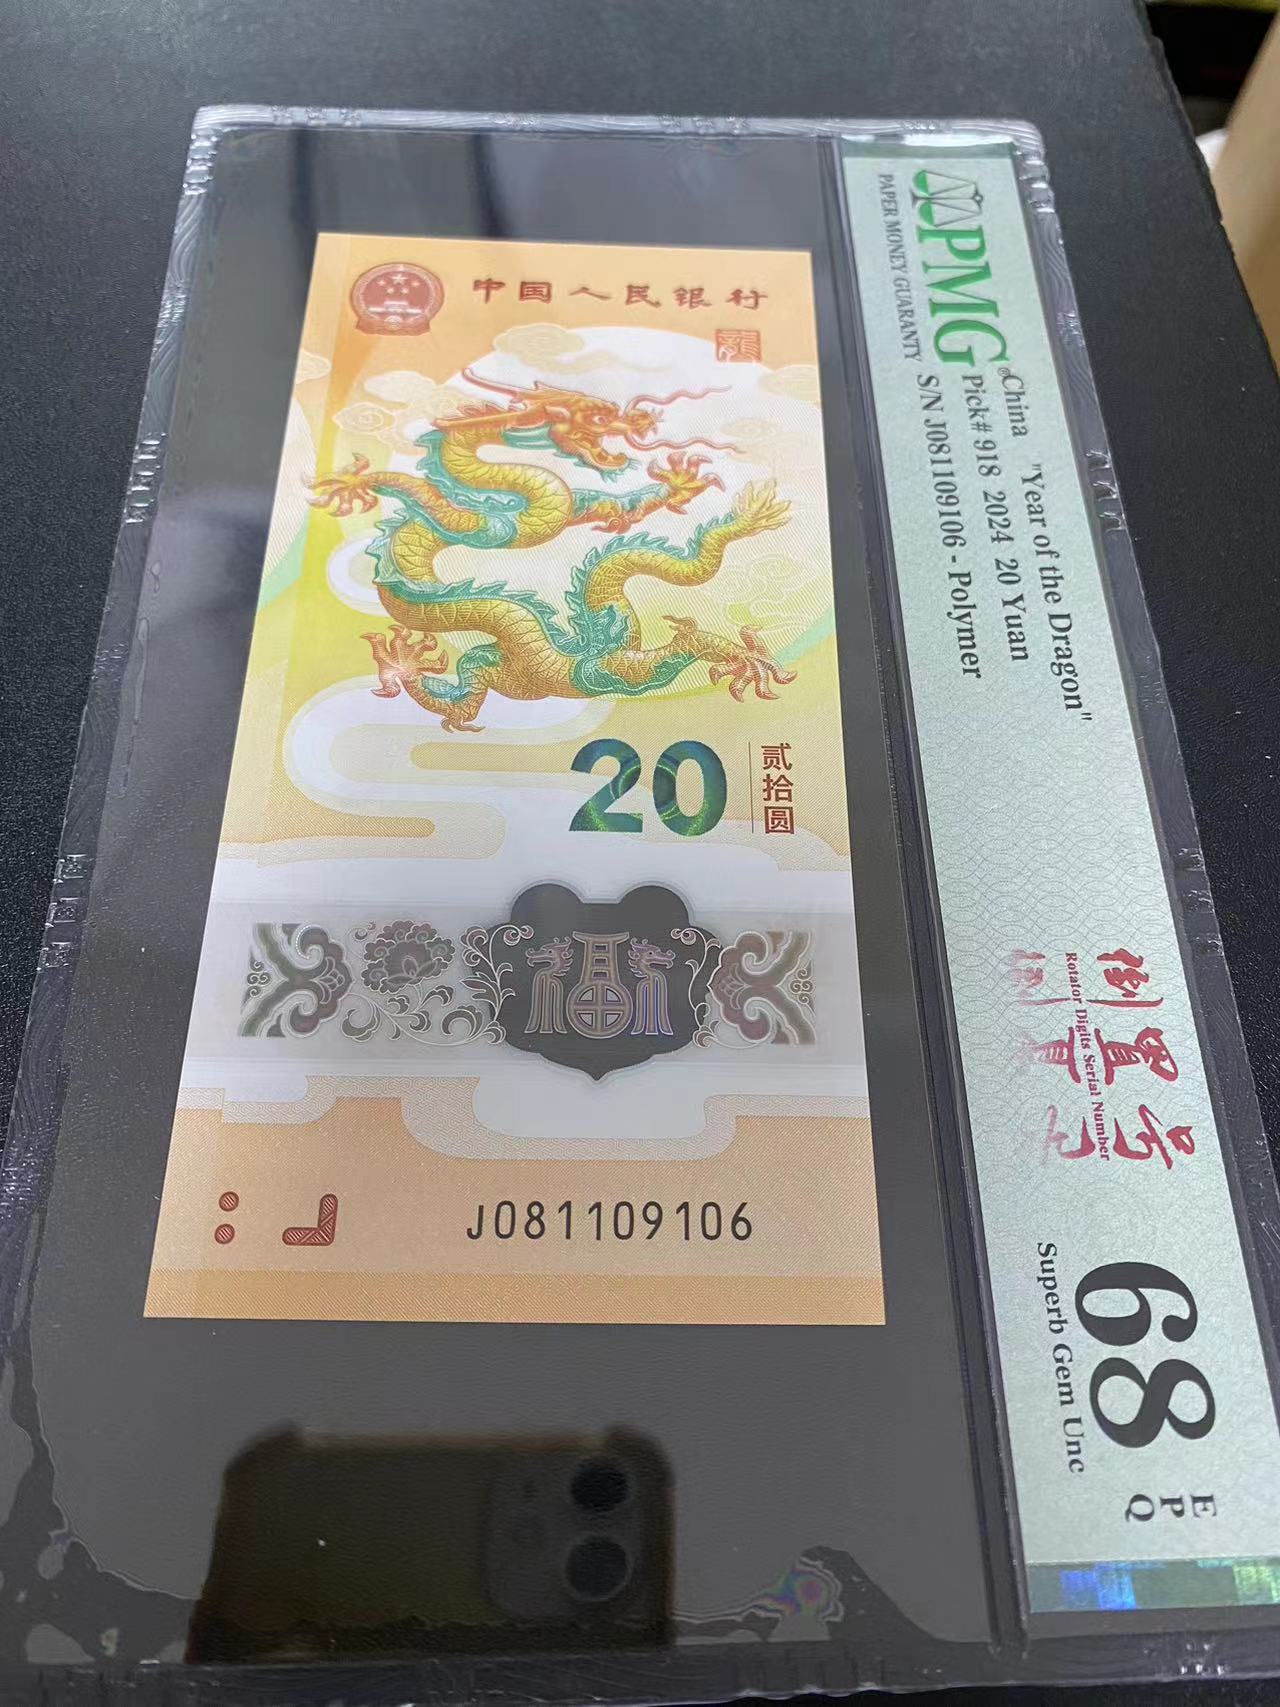 中国人民银行
龍
20
贰拾圆
福
J081109106
PMG®
PAPER MONEY GUARANTY
China "Year of the Dragon"
Pick# 918 2024 20 Yuan
S/N J081109106 - Polymer
倒置号
Rotator Digits Serial Number
68 EPQ
Superb Gem Unc